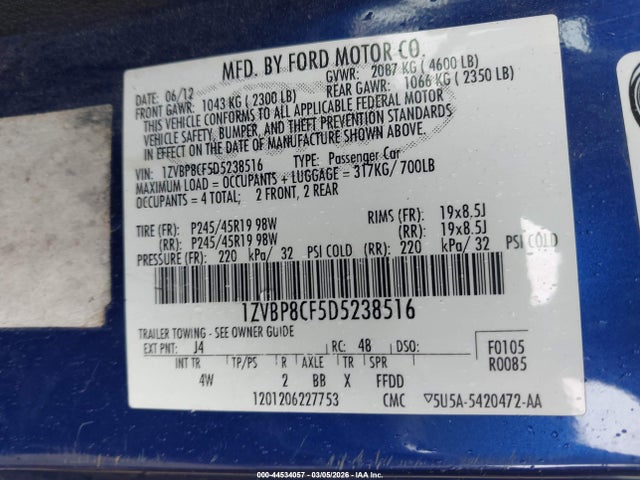 MFD. BY FORD MOTOR CO.
DATE: 06/12 GVWR: 2087 KG ( 4600 LB)
FRONT GAWR: 1043 KG ( 2300 LB) REAR GAWR: 1066 KG ( 2350 LB)
THIS VEHICLE CONFORMS TO ALL APPLICABLE FEDERAL MOTOR
VEHICLE SAFETY, BUMPER, AND THEFT PREVENTION STANDARDS
IN EFFECT ON THE DATE OF MANUFACTURE SHOWN ABOVE.
VIN: 1ZVBP8CF5D5238516 TYPE: Passenger Car
MAXIMUM LOAD = OCCUPANTS + LUGGAGE = 317KG/ 700LB
OCCUPANTS = 4 TOTAL; 2 FRONT, 2 REAR
TIRE (FR): P245/45R19 98W RIMS (FR): 19x8.5J
(RR): P245/45R19 98W (RR): 19x8.5J
PRESSURE (FR): 220 kPa/ 32 PSI COLD (RR): 220 kPa/ 32 PSI COLD
1ZVBP8CF5D5238516
TRAILER TOWING - SEE OWNER GUIDE
EXT PNT: J4 RC: 48 DSO: F0105
INT TR TP/PS R AXLE TR SPR R0085
4W 2 BB X FFDD
1201206227753 CMC ▽5U5A-5420472-AA
000-44534057 - 03/05/2026 - IAAI.com